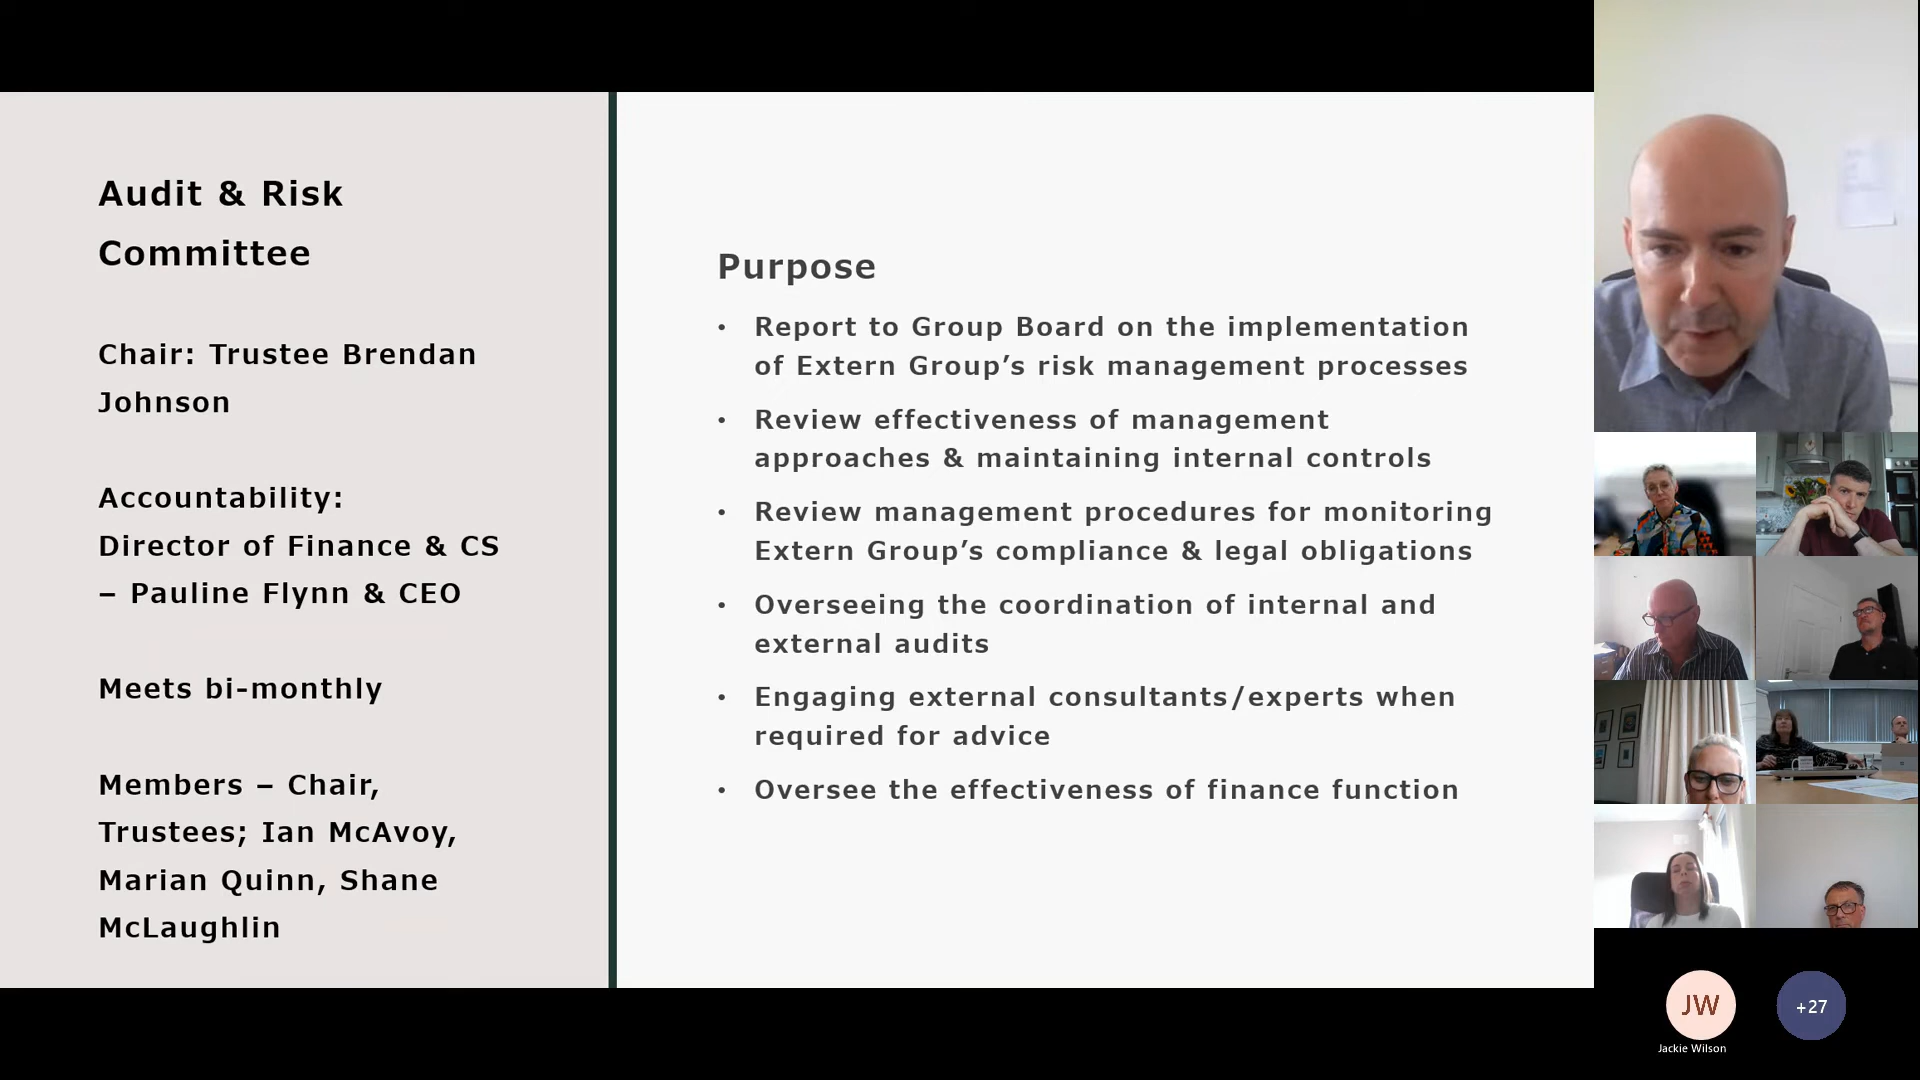 Audit & Risk
Committee
Chair: Trustee Brendan
Johnson
Accountability:
Director of Finance & CS
– Pauline Flynn & CEO
Meets bi-monthly
Members – Chair,
Trustees; Ian McAvoy,
Marian Quinn, Shane
McLaughlin
Purpose
• Report to Group Board on the implementation
of Extern Group’s risk management processes
• Review effectiveness of management
approaches & maintaining internal controls
• Review management procedures for monitoring
Extern Group’s compliance & legal obligations
• Overseeing the coordination of internal and
external audits
• Engaging external consultants/experts when
required for advice
• Oversee the effectiveness of finance function
JW
+27
Jackie Wilson